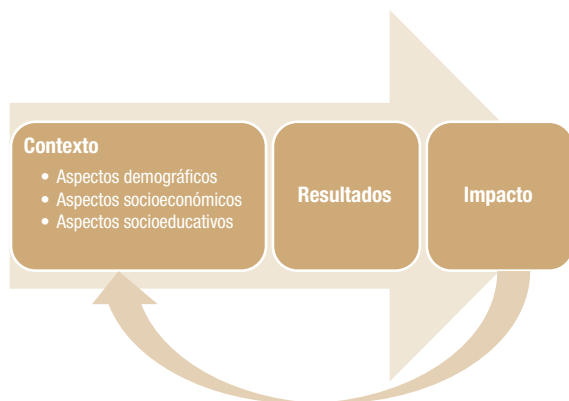 Contexto
• Aspectos demográficos
• Aspectos socioeconómicos
• Aspectos socioeducativos
Resultados
Impacto